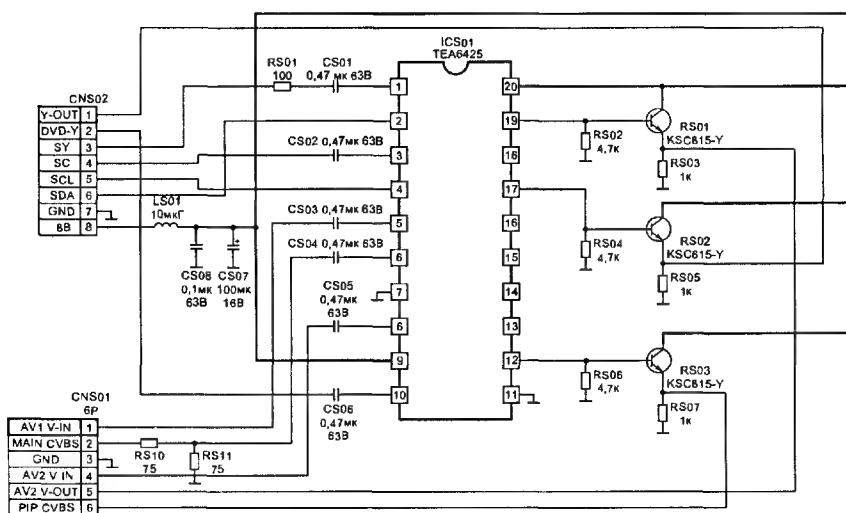 ICS01
TEA6425
RS01
100
CS01
0,47 мк 63В
CNS02
Y-OUT 1
DVD-Y 2
SY 3
SC 4
SCL 5
SDA 6
GND 7
8В 8
LS01
10мкГ
CS02 0,47мк 63В
CS03 0,47мк 63В
CS04 0,47мк 63В
CS08
0,1мк
63В
CS07
100мк
16В
+
CS05
0,47мк
63В
CS06
0,47мк
63В
1
2
3
4
5
6
7
8
9
10
20
19
18
17
16
15
14
13
12
11
RS02
4,7к
RS01
KSC815-Y
RS03
1к
RS04
4,7к
RS02
KSC815-Y
RS05
1к
RS06
4,7к
RS03
KSC815-Y
RS07
1к
CNS01
6P
AV1 V-IN 1
MAIN CVBS 2
GND 3
AV2 V IN 4
AV2 V-OUT 5
PIP CVBS 6
RS10
75
RS11
75